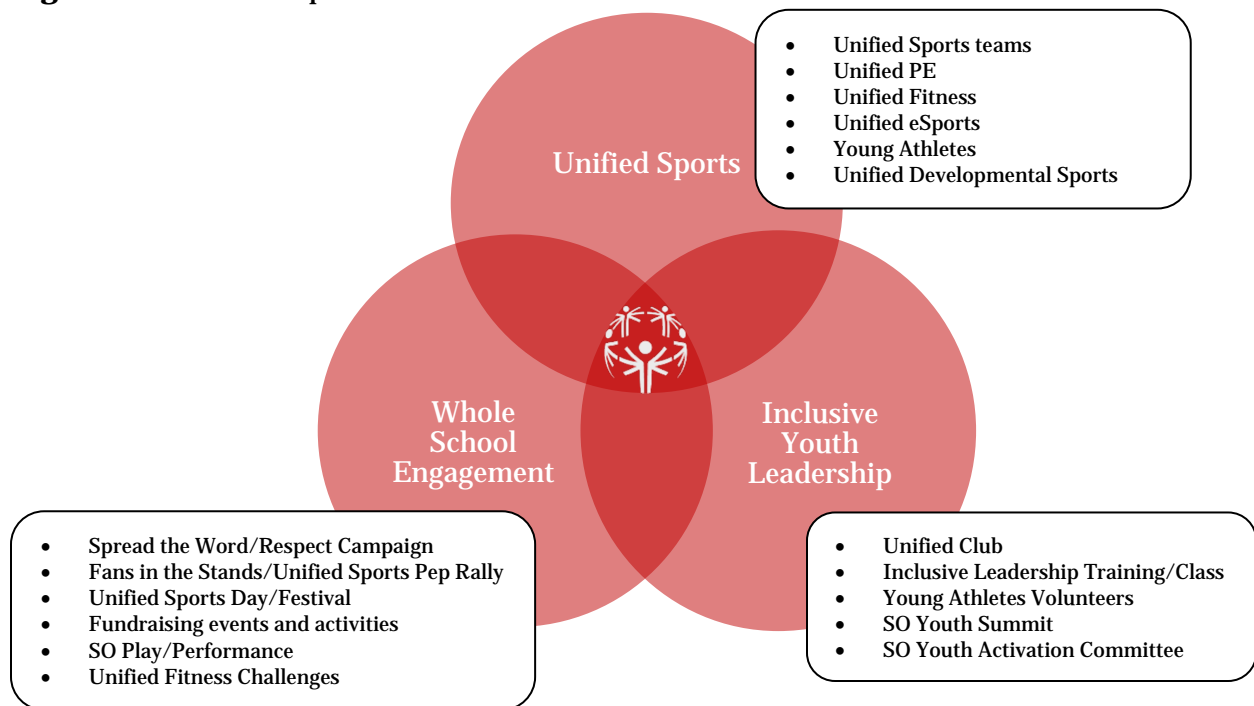 • Unified Sports teams
• Unified PE
• Unified Fitness
• Unified eSports
• Young Athletes
• Unified Developmental Sports
Unified Sports
Whole
School
Engagement
Inclusive
Youth
Leadership
• Spread the Word/Respect Campaign
• Fans in the Stands/Unified Sports Pep Rally
• Unified Sports Day/Festival
• Fundraising events and activities
• SO Play/Performance
• Unified Fitness Challenges
• Unified Club
• Inclusive Leadership Training/Class
• Young Athletes Volunteers
• SO Youth Summit
• SO Youth Activation Committee